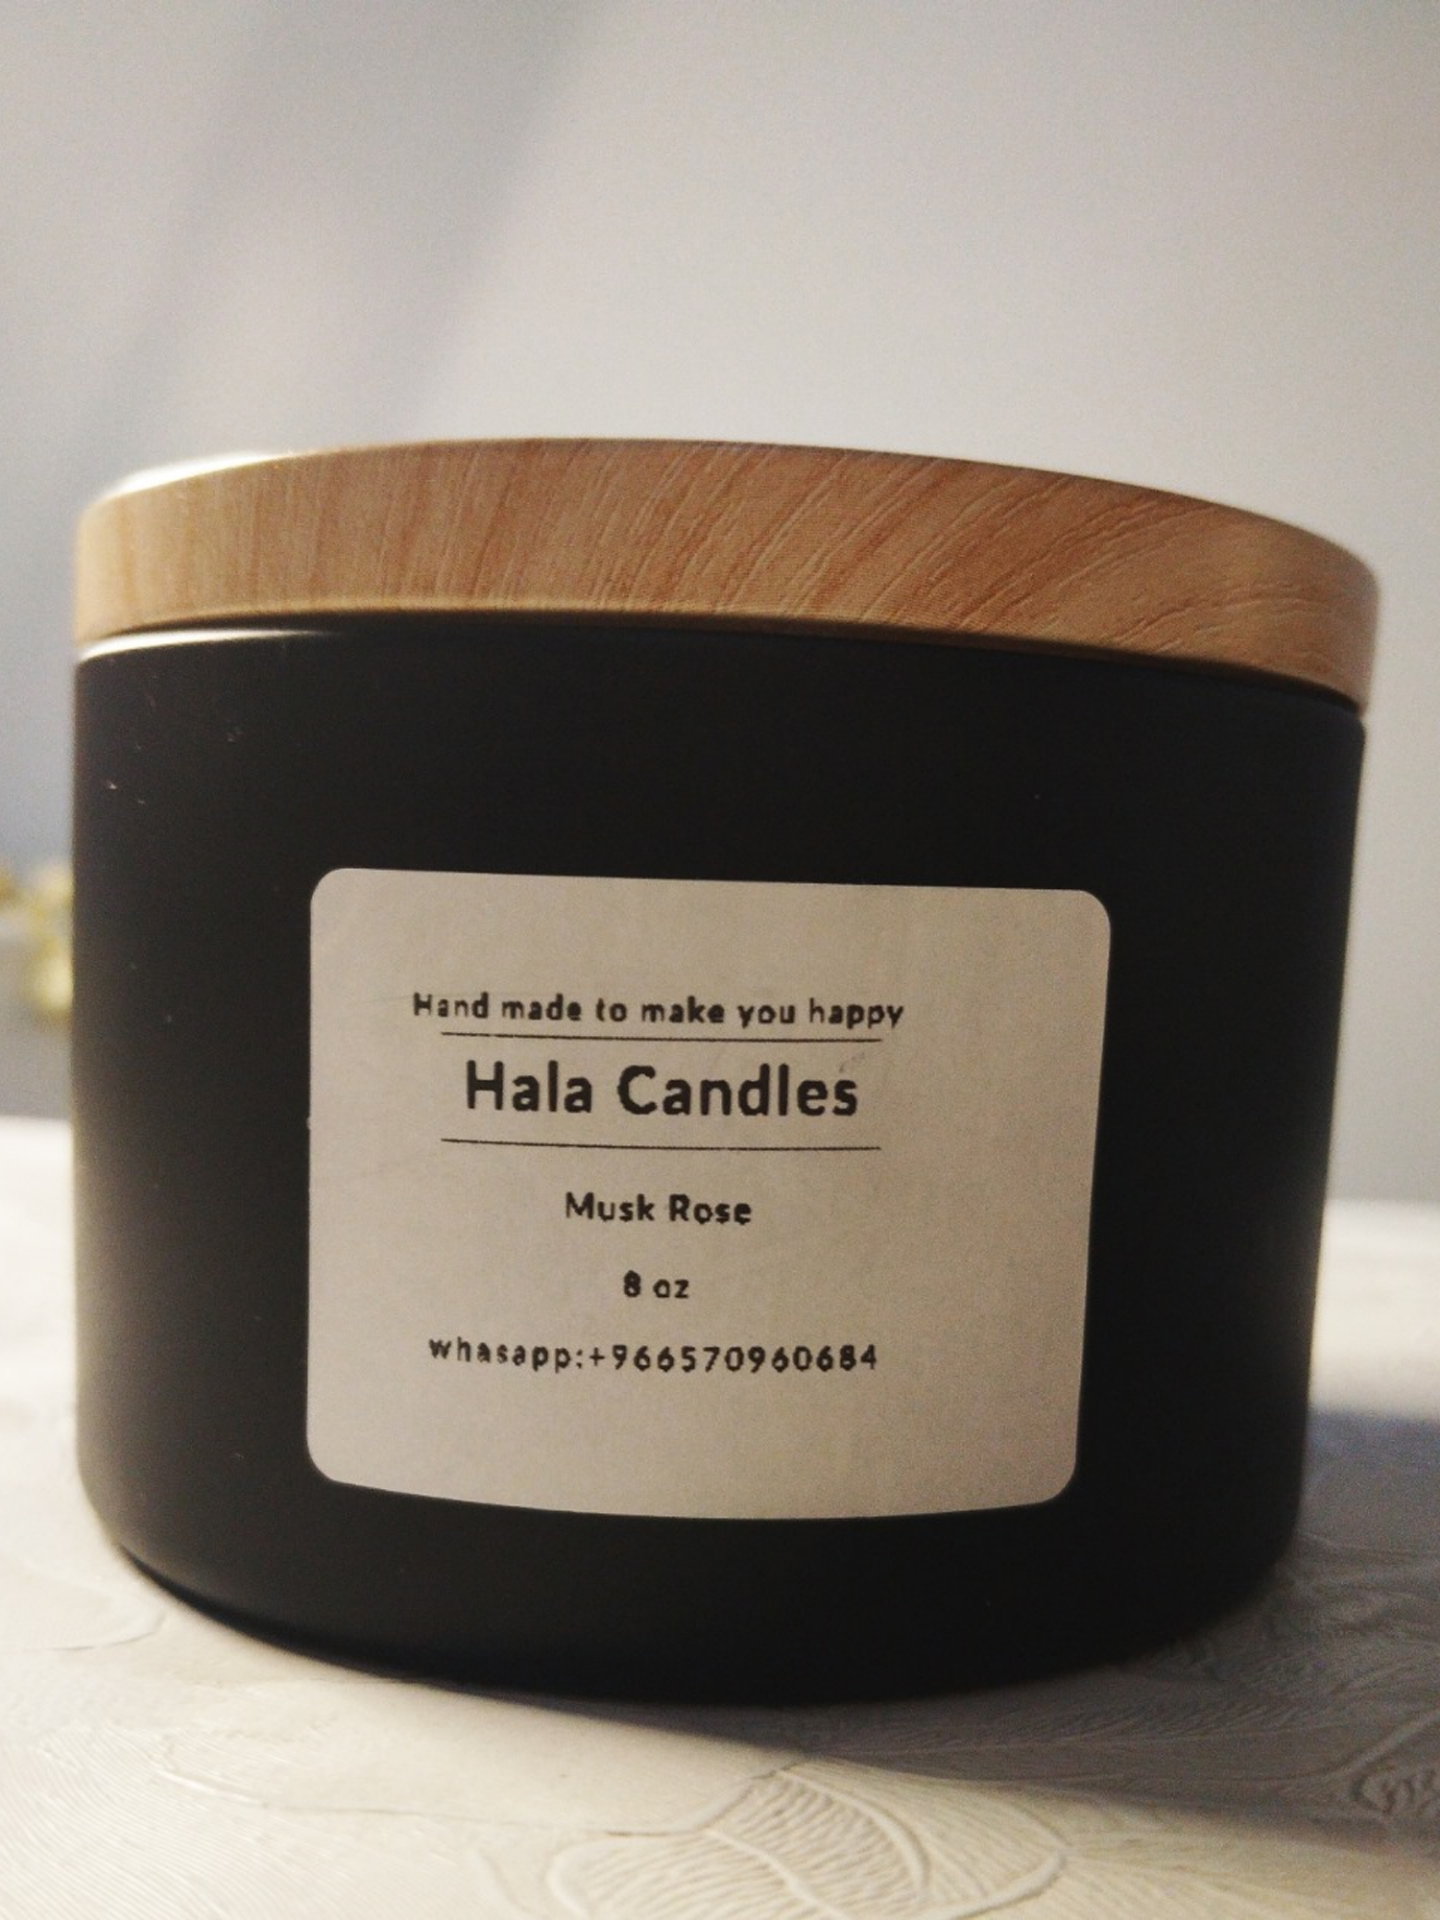 Hand made to make you happy
Hala Candles
Musk Rose
8 oz
whasapp:+966570960684